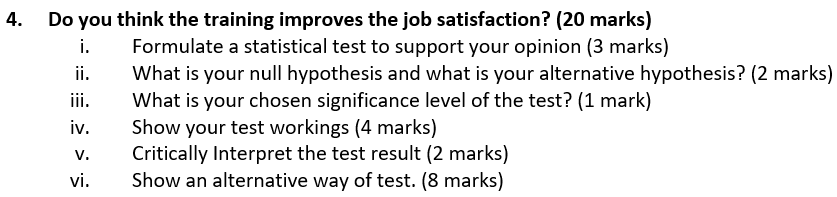 4. Do you think the training improves the job satisfaction? (20 marks)
i. Formulate a statistical test to support your opinion (3 marks)
ii. What is your null hypothesis and what is your alternative hypothesis? (2 marks)
iii. What is your chosen significance level of the test? (1 mark)
iv. Show your test workings (4 marks)
v. Critically Interpret the test result (2 marks)
vi. Show an alternative way of test. (8 marks)